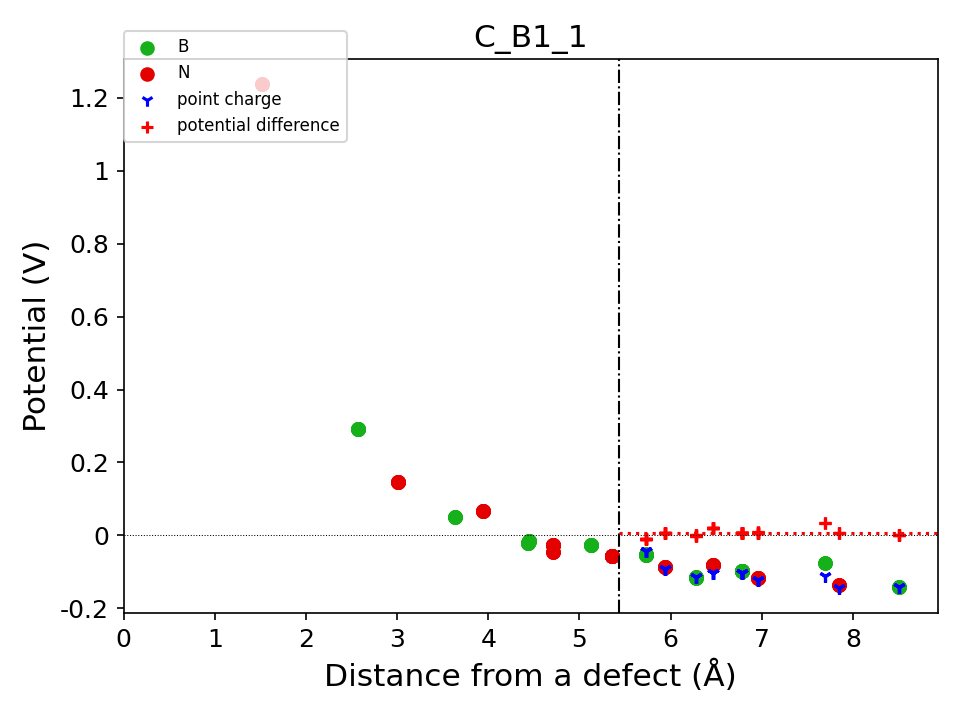 C_B1_1
B
N
point charge
potential difference
1.2
1
0.8
0.6
0.4
0.2
0
-0.2
Potential (V)
0 1 2 3 4 5 6 7 8
Distance from a defect (Å)